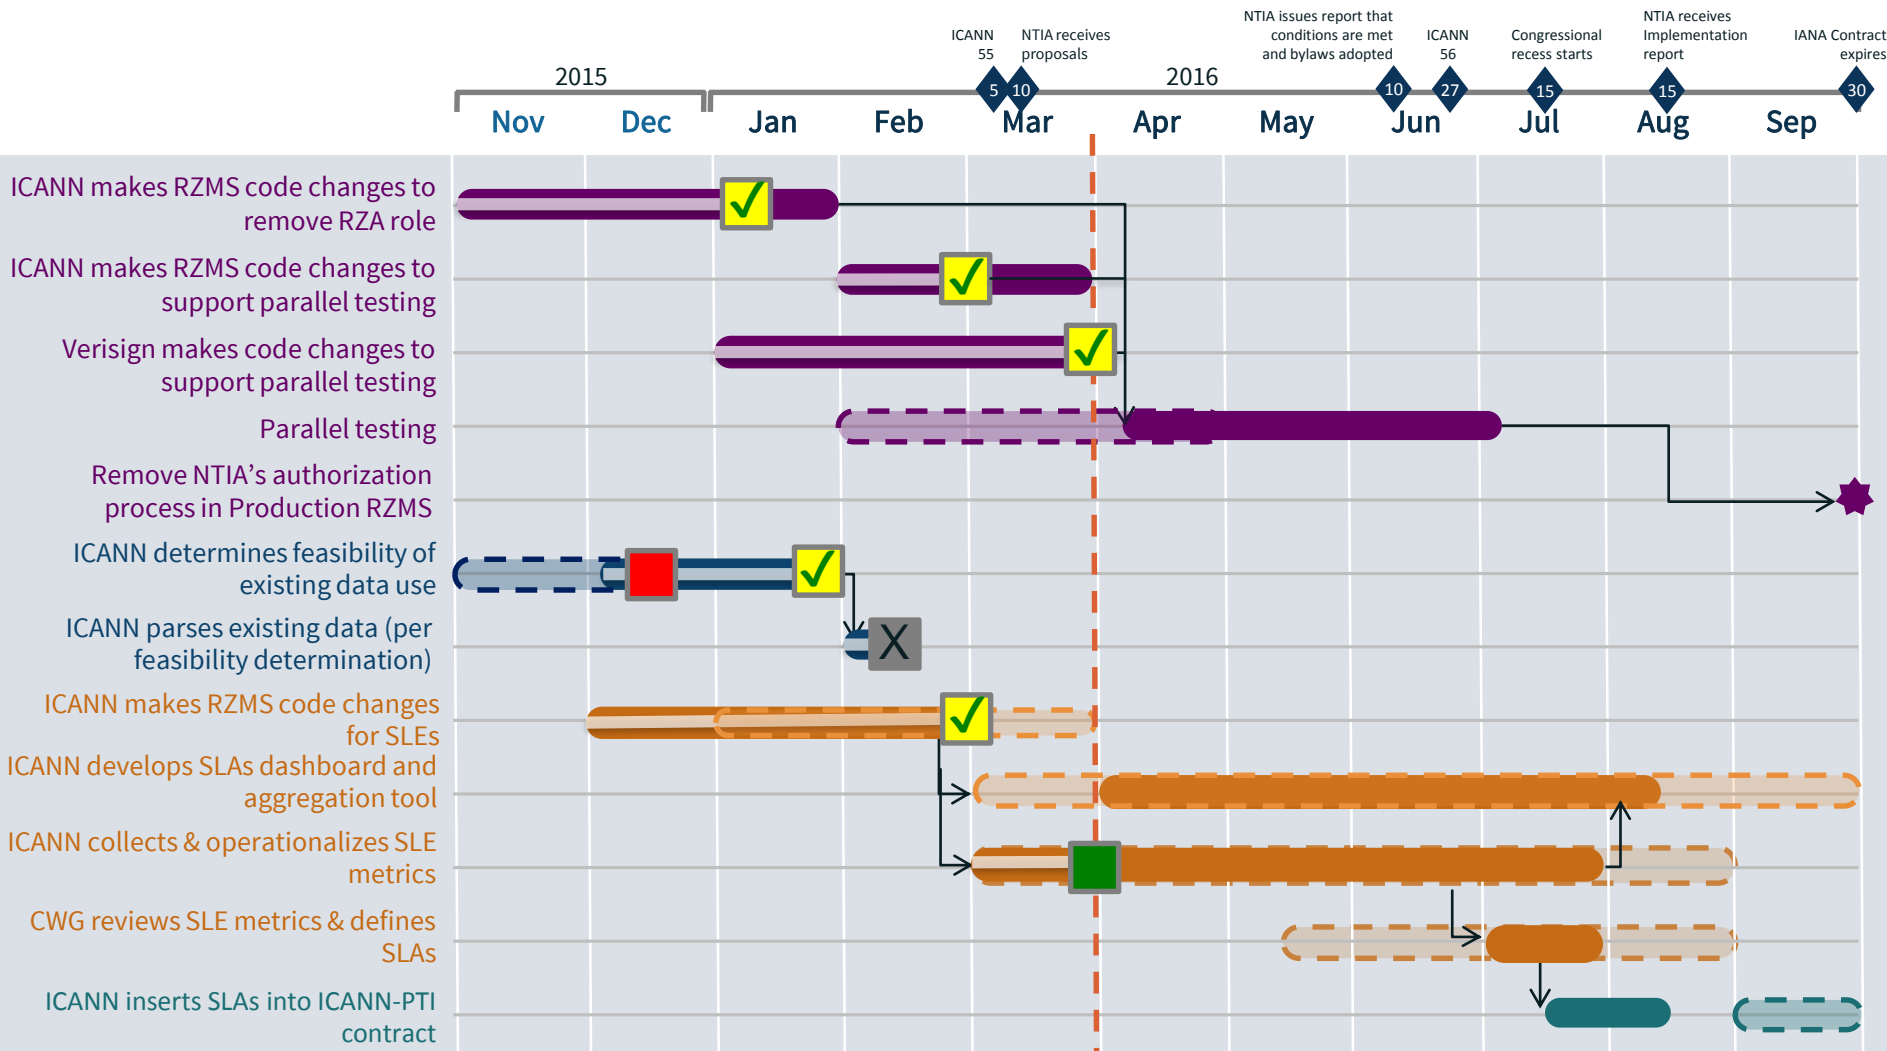 NTIA issues report that
conditions are met
and bylaws adopted
NTIA receives
Implementation
report
ICANN
55
NTIA receives
proposals
ICANN
56
Congressional
recess starts
IANA Contract
expires
2015
2016
5
10
10
27
15
15
30
Nov
Dec
Jan
Feb
Mar
Apr
May
Jun
Jul
Aug
Sep
ICANN makes RZMS code changes to
remove RZA role
ICANN makes RZMS code changes to
support parallel testing
Verisign makes code changes to
support parallel testing
Parallel testing
Remove NTIA’s authorization
process in Production RZMS
ICANN determines feasibility of
existing data use
ICANN parses existing data (per
feasibility determination)
X
ICANN makes RZMS code changes
for SLEs
ICANN develops SLAs dashboard and
aggregation tool
ICANN collects & operationalizes SLE
metrics
CWG reviews SLE metrics & defines
SLAs
ICANN inserts SLAs into ICANN-PTI
contract